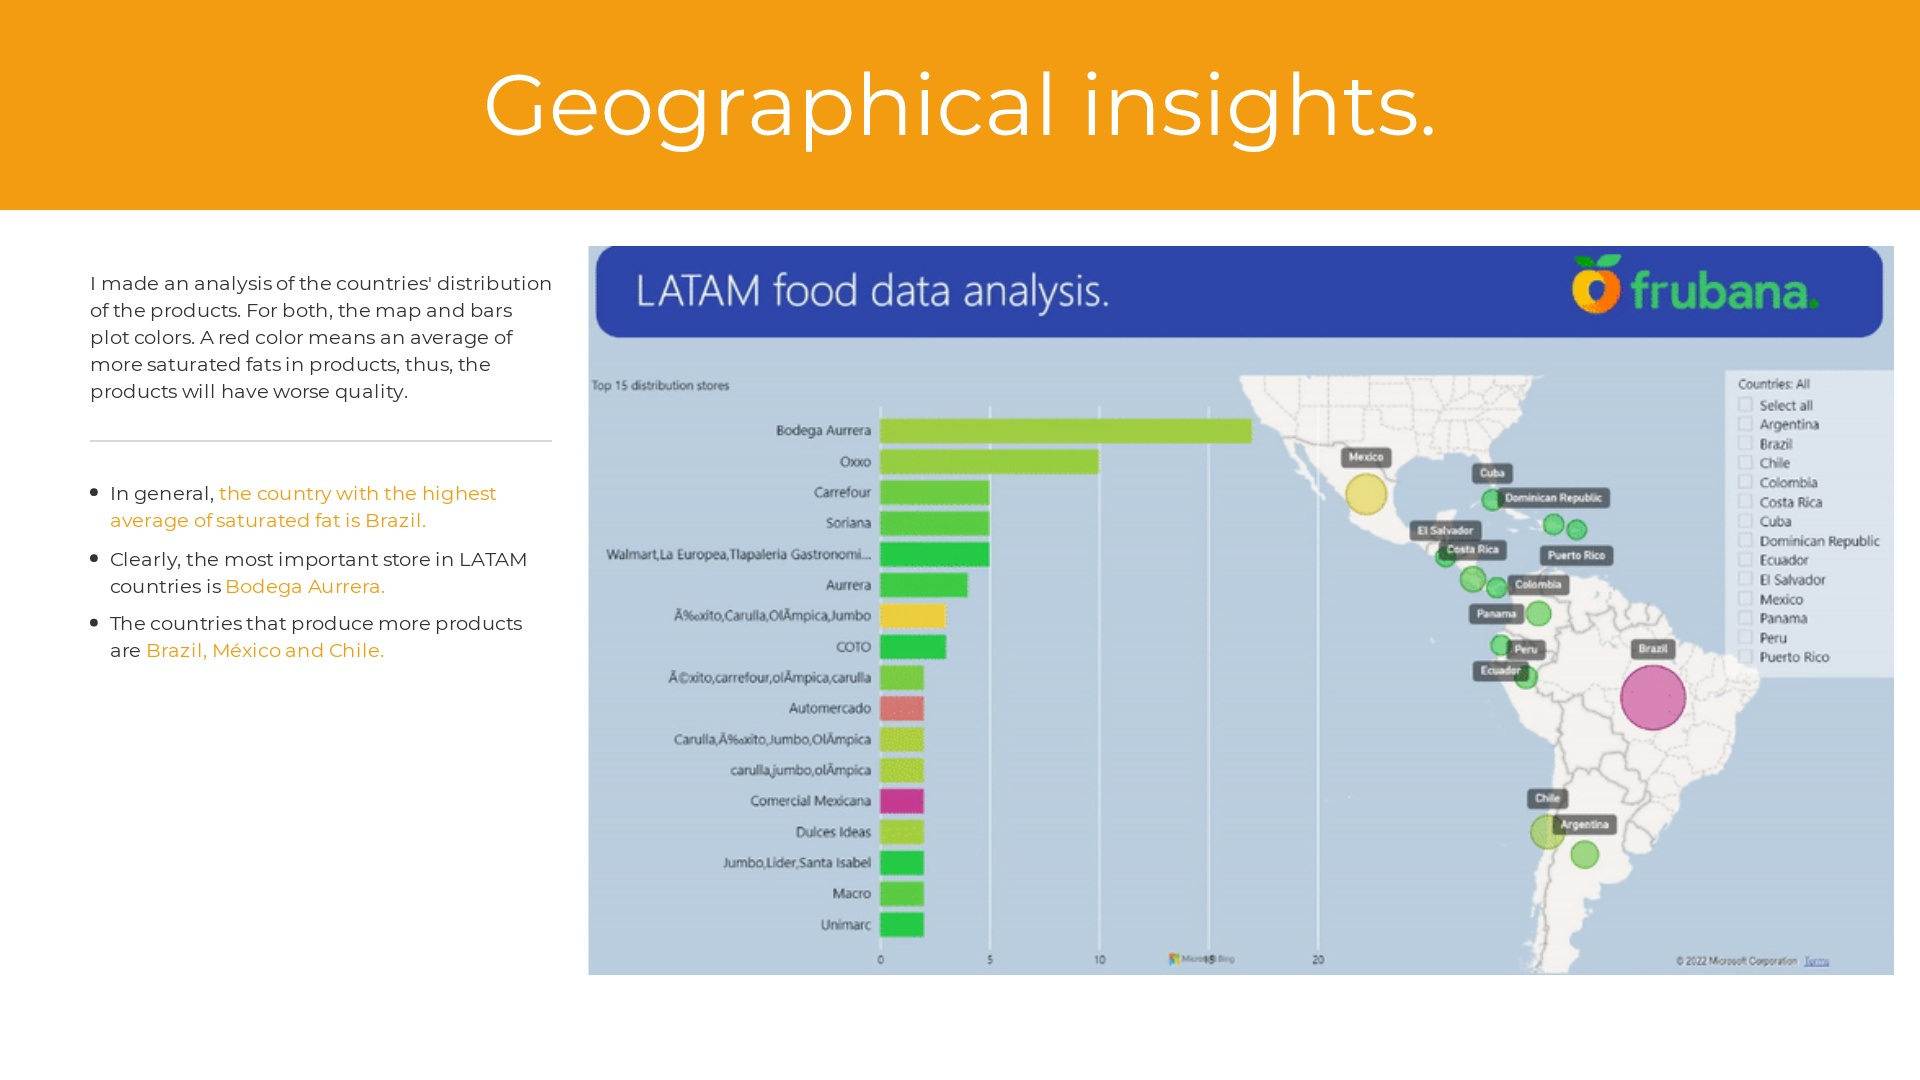 Geographical insights.
I made an analysis of the countries' distribution
of the products. For both, the map and bars
plot colors. A red color means an average of
more saturated fats in products, thus, the
products will have worse quality.
In general, the country with the highest
average of saturated fat is Brazil.
Clearly, the most important store in LATAM
countries is Bodega Aurrera.
The countries that produce more products
are Brazil, México and Chile.
LATAM food data analysis.
frubana.
Top 15 distribution stores
Bodega Aurrera
Oxxo
Carrefour
Soriana
Walmart,La Europea,Tlapaleria Gastronomi...
Aurrera
Ã‰xito,Carulla,OlÃmpica,Jumbo
COTO
Ã©xito,carrefour,olÃmpica,carulla
Automercado
Carulla,Ã‰xito,Jumbo,OlÃmpica
carulla,jumbo,olÃmpica
Comercial Mexicana
Dulces Ideas
Jumbo,Lider,Santa Isabel
Macro
Unimarc
0 5 10 15 20
Mexico
Cuba
Dominican Republic
El Salvador
Costa Rica
Puerto Rico
Colombia
Panama
Peru
Brazil
Ecuador
Chile
Argentina
Countries: All
Select all
Argentina
Brazil
Chile
Colombia
Costa Rica
Cuba
Dominican Republic
Ecuador
El Salvador
Mexico
Panama
Peru
Puerto Rico
Microsoft Bing
© 2022 Microsoft Corporation Terms